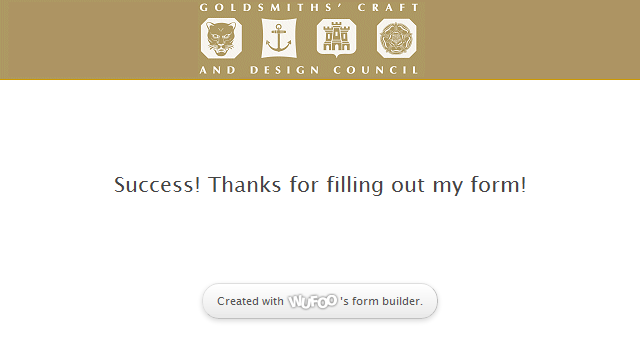 GOLDSMITHS' CRAFT
AND DESIGN COUNCIL
Success! Thanks for filling out my form!
Created with WUFOO 's form builder.